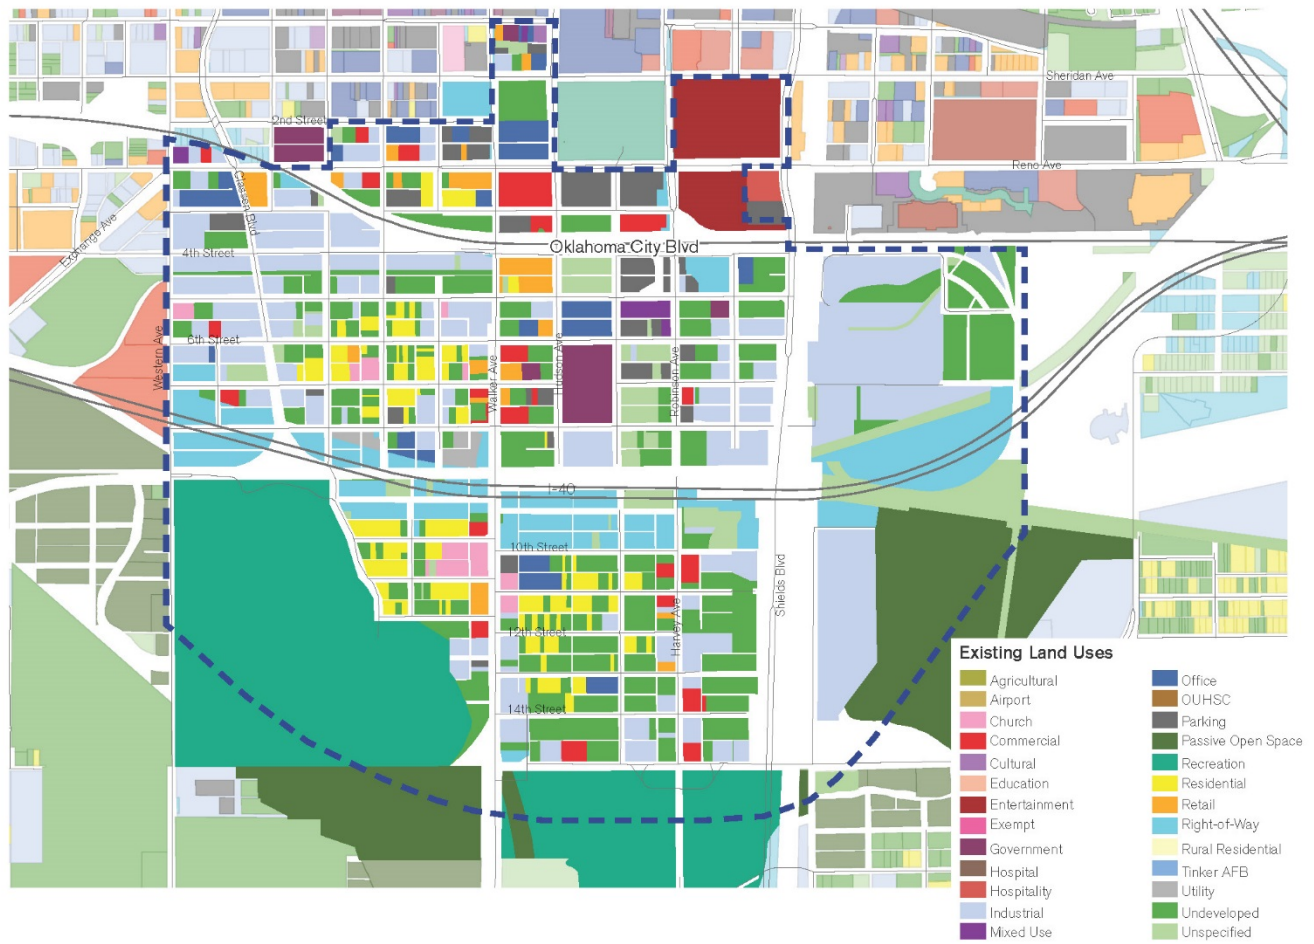 Sheridan Ave
2nd Street
Reno Ave
Classen Blvd
Exchange Ave
Oklahoma City Blvd
4th Street
6th Street
Western Ave
Walker Ave
Hudson Ave
Robinson Ave
I-40
10th Street
Shields Blvd
Harvey Ave
12th Street
14th Street
Existing Land Uses
Agricultural
Airport
Church
Commercial
Cultural
Education
Entertainment
Exempt
Government
Hospital
Hospitality
Industrial
Mixed Use
Office
OUHSC
Parking
Passive Open Space
Recreation
Residential
Retail
Right-of-Way
Rural Residential
Tinker AFB
Utility
Undeveloped
Unspecified